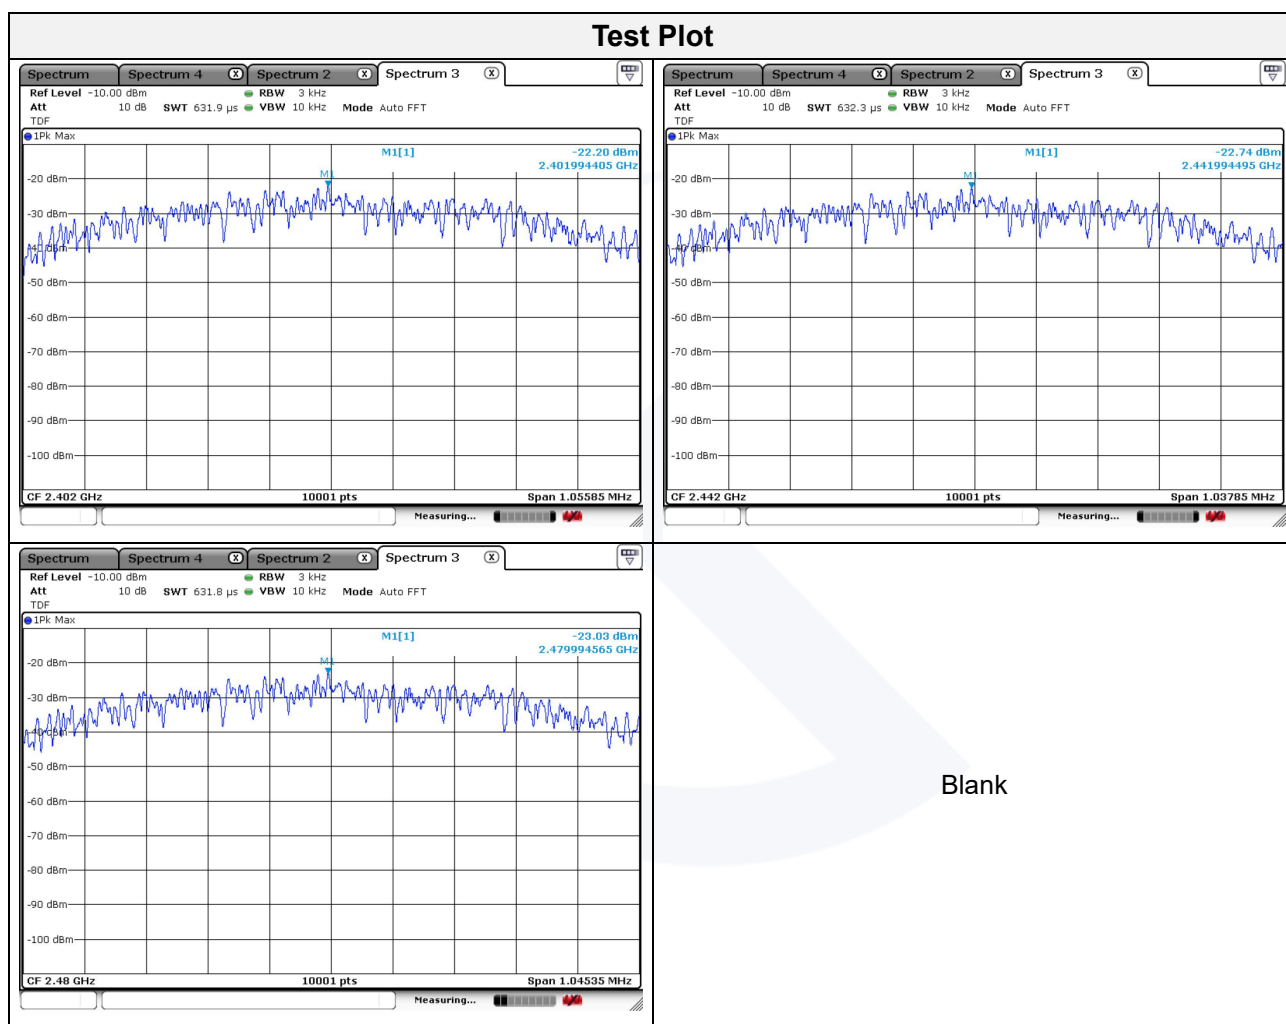 Test Plot
Spectrum Spectrum 4 X Spectrum 2 X Spectrum 3 X
Ref Level -10.00 dBm RBW 3 kHz
Att 10 dB SWT 631.9 µs VBW 10 kHz Mode Auto FFT
TDF
1Pk Max
M1[1] -22.20 dBm
2.401994405 GHz
M1
-20 dBm
-30 dBm
-40 dBm
-50 dBm
-60 dBm
-70 dBm
-80 dBm
-90 dBm
-100 dBm
CF 2.402 GHz 10001 pts Span 1.05585 MHz
Measuring...
Spectrum Spectrum 4 X Spectrum 2 X Spectrum 3 X
Ref Level -10.00 dBm RBW 3 kHz
Att 10 dB SWT 632.3 µs VBW 10 kHz Mode Auto FFT
TDF
1Pk Max
M1[1] -22.74 dBm
2.441994495 GHz
M1
-20 dBm
-30 dBm
-40 dBm
-50 dBm
-60 dBm
-70 dBm
-80 dBm
-90 dBm
-100 dBm
CF 2.442 GHz 10001 pts Span 1.03785 MHz
Measuring...
Spectrum Spectrum 4 X Spectrum 2 X Spectrum 3 X
Ref Level -10.00 dBm RBW 3 kHz
Att 10 dB SWT 631.8 µs VBW 10 kHz Mode Auto FFT
TDF
1Pk Max
M1[1] -23.03 dBm
2.479994565 GHz
M1
-20 dBm
-30 dBm
-40 dBm
-50 dBm
-60 dBm
-70 dBm
-80 dBm
-90 dBm
-100 dBm
CF 2.48 GHz 10001 pts Span 1.04535 MHz
Measuring...
Blank